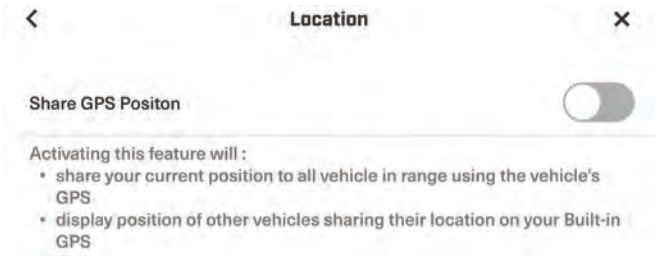 Location
Share GPS Positon
Activating this feature will :
• share your current position to all vehicle in range using the vehicle's
GPS
• display position of other vehicles sharing their location on your Built-in
GPS